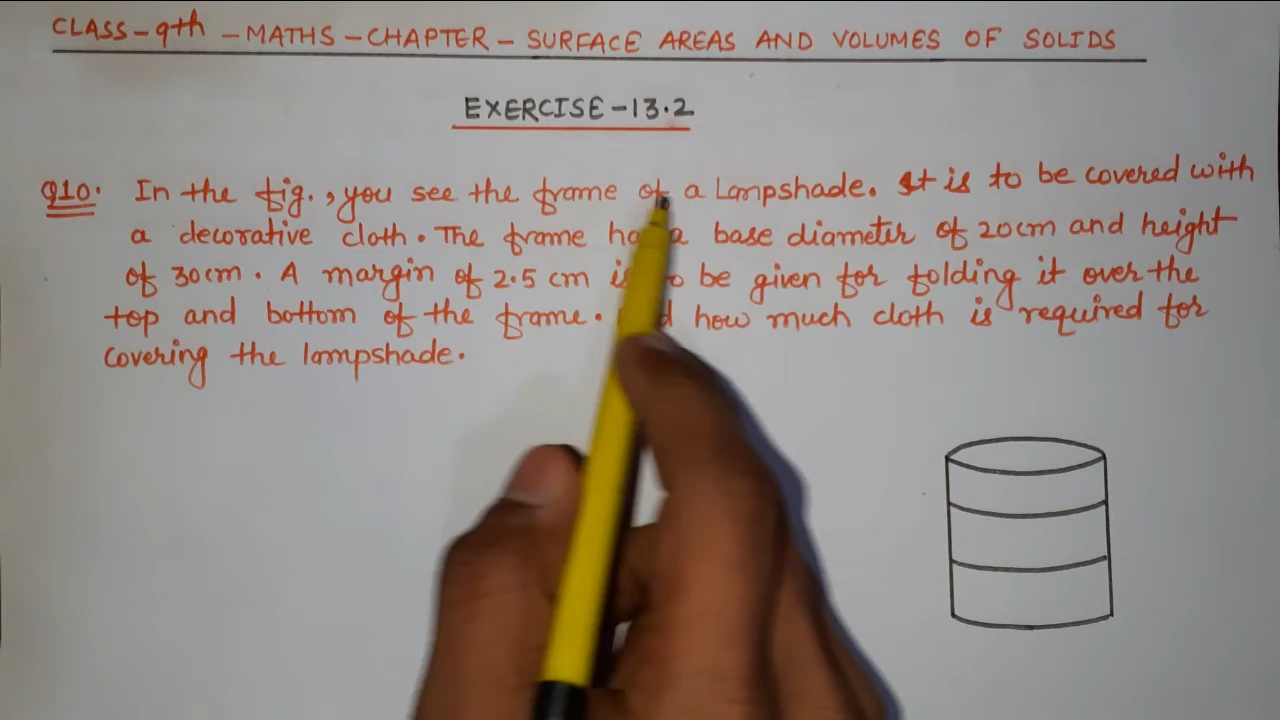 CLASS-9th - MATHS - CHAPTER - SURFACE AREAS AND VOLUMES OF SOLIDS
EXERCISE-13.2
Q10. In the fig., you see the frame of a Lampshade. It is to be covered with
a decorative cloth. The frame a base diameter of 20cm and height
of 30cm. A margin of 2.5 cm be given for folding it over the
top and bottom of the frame. how much cloth is required for
covering the lampshade.